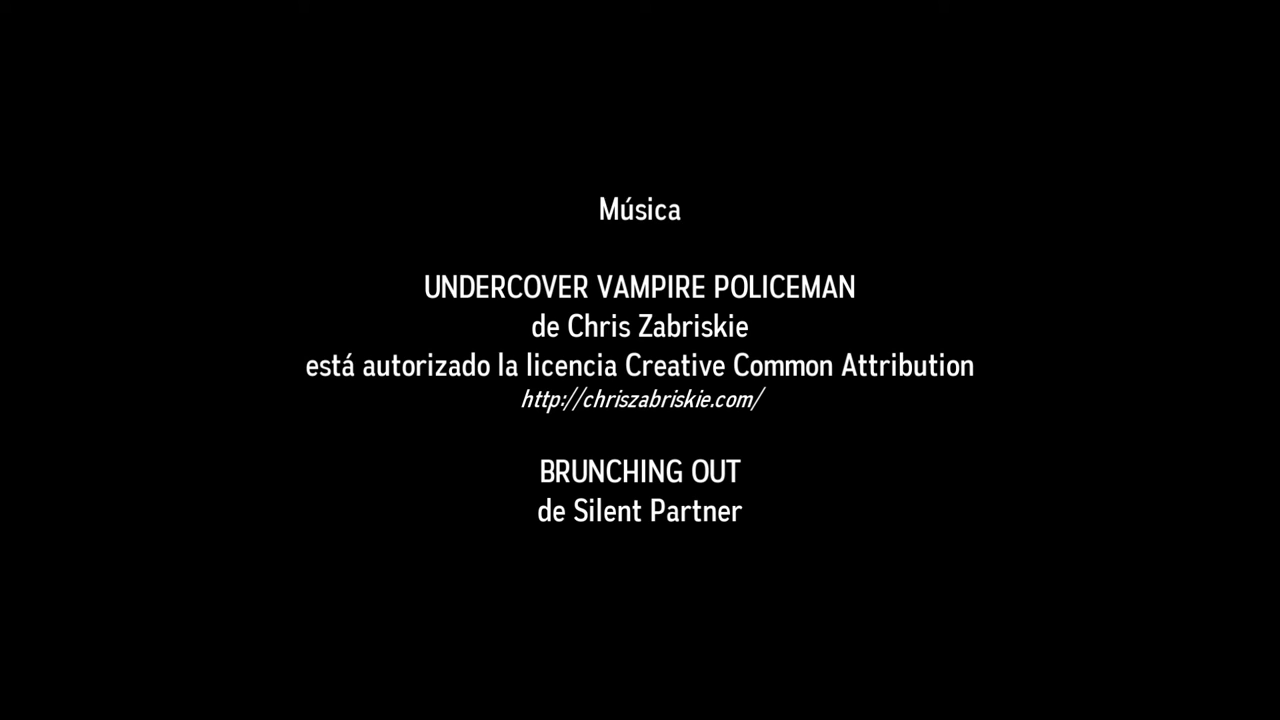 Música
UNDERCOVER VAMPIRE POLICEMAN
de Chris Zabriskie
está autorizado la licencia Creative Common Attribution
http://chriszabriskie.com/
BRUNCHING OUT
de Silent Partner